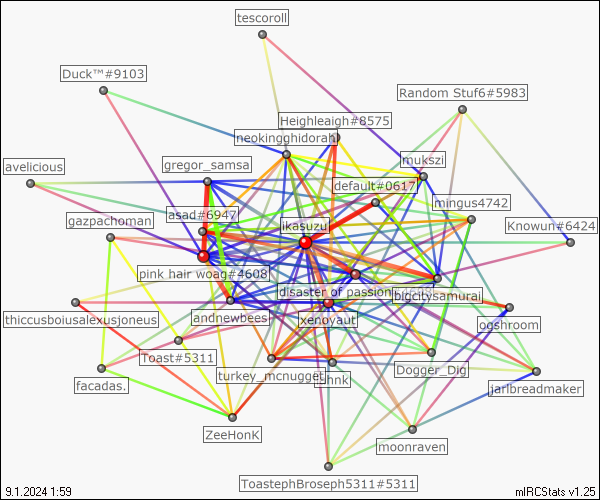 tescoroll
Duck™#9103
Random Stuf6#5983
Heighleaigh#8575
neokingghidorah
mukszi
avelicious
gregor_samsa
default#0617
mingus4742
gazpachoman
asad#6947
ikasuzu
Knowun#6424
pink hair woag#4608
disaster of passion
bigcitysamurai
thiccusboiusalexusjoneus
andnewbees
xenoyaut
ogshroom
Toast#5311
turkey_mcnugget
Dogger_Dig
facadas.
jarlbreadmaker
ZeeHonK
moonraven
ToastephBroseph5311#5311
9.1.2024 1:59
mIRCStats v1.25